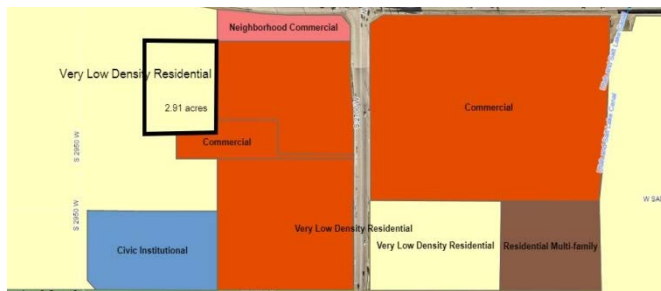 Neighborhood Commercial
Very Low Density Residential
2.91 acres
Commercial
Commercial
S 2950 W
S 2950 W
Civic Institutional
Very Low Density Residential
Very Low Density Residential
Residential Multi-family
W SA